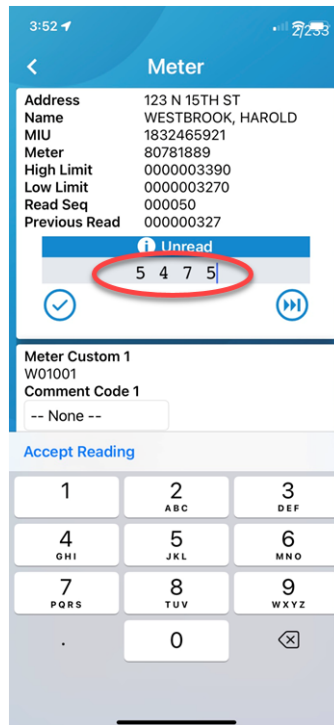 3:52
2/233
Meter
Address 123 N 15TH ST
Name WESTBROOK, HAROLD
MIU 1832465921
Meter 80781889
High Limit 0000003390
Low Limit 0000003270
Read Seq 000050
Previous Read 000000327
Unread
5 4 7 5
Meter Custom 1
W01001
Comment Code 1
-- None --
Accept Reading
1 2 3
ABC DEF
4 5 6
GHI JKL MNO
7 8 9
PQRS TUV WXYZ
. 0